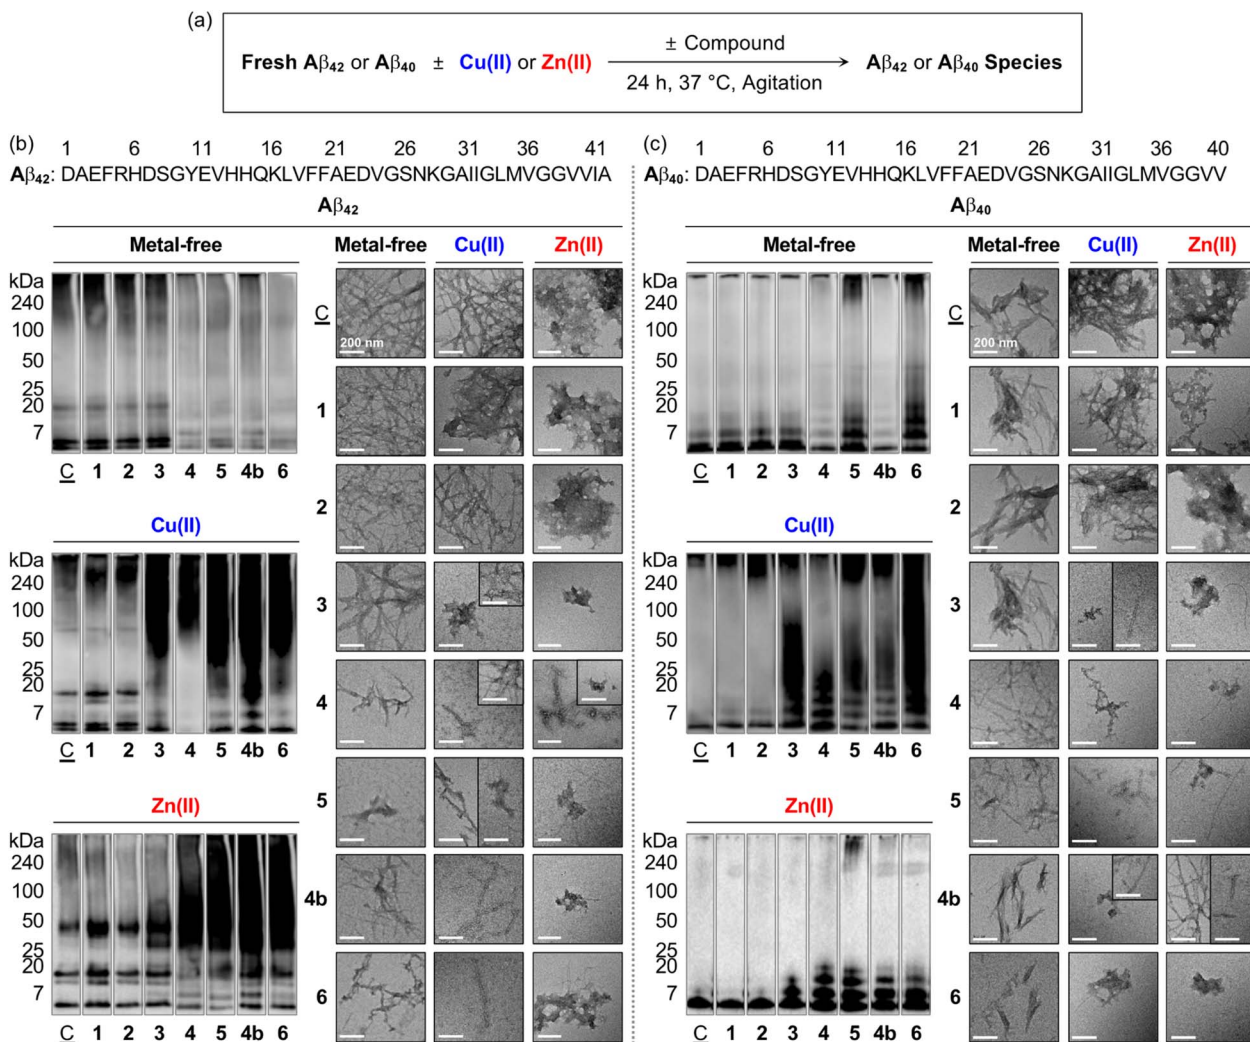 (a)
± Compound
Fresh Aβ₄₂ or Aβ₄₀ ± Cu(II) or Zn(II) Aβ₄₂ or Aβ₄₀ Species
24 h, 37 °C, Agitation
(b) 1 6 11 16 21 26 31 36 41
Aβ₄₂: DAEFRHDSGYEVHHQKLVFFAEDVGSNKGAIIGLMVGGVVIA
Aβ₄₂
Metal-free
kDa
240
100
50
25
20
7
C 1 2 3 4 5 4b 6
Cu(II)
kDa
240
100
50
25
20
7
C 1 2 3 4 5 4b 6
Zn(II)
kDa
240
100
50
25
20
7
C 1 2 3 4 5 4b 6
Metal-free Cu(II) Zn(II)
C
200 nm
1
2
3
4
5
4b
6
(c) 1 6 11 16 21 26 31 36 40
Aβ₄₀: DAEFRHDSGYEVHHQKLVFFAEDVGSNKGAIIGLMVGGVV
Aβ₄₀
Metal-free
kDa
240
100
50
25
20
7
C 1 2 3 4 5 4b 6
Cu(II)
kDa
240
100
50
25
20
7
C 1 2 3 4 5 4b 6
Zn(II)
kDa
240
100
50
25
20
7
C 1 2 3 4 5 4b 6
Metal-free Cu(II) Zn(II)
C
200 nm
1
2
3
4
5
4b
6